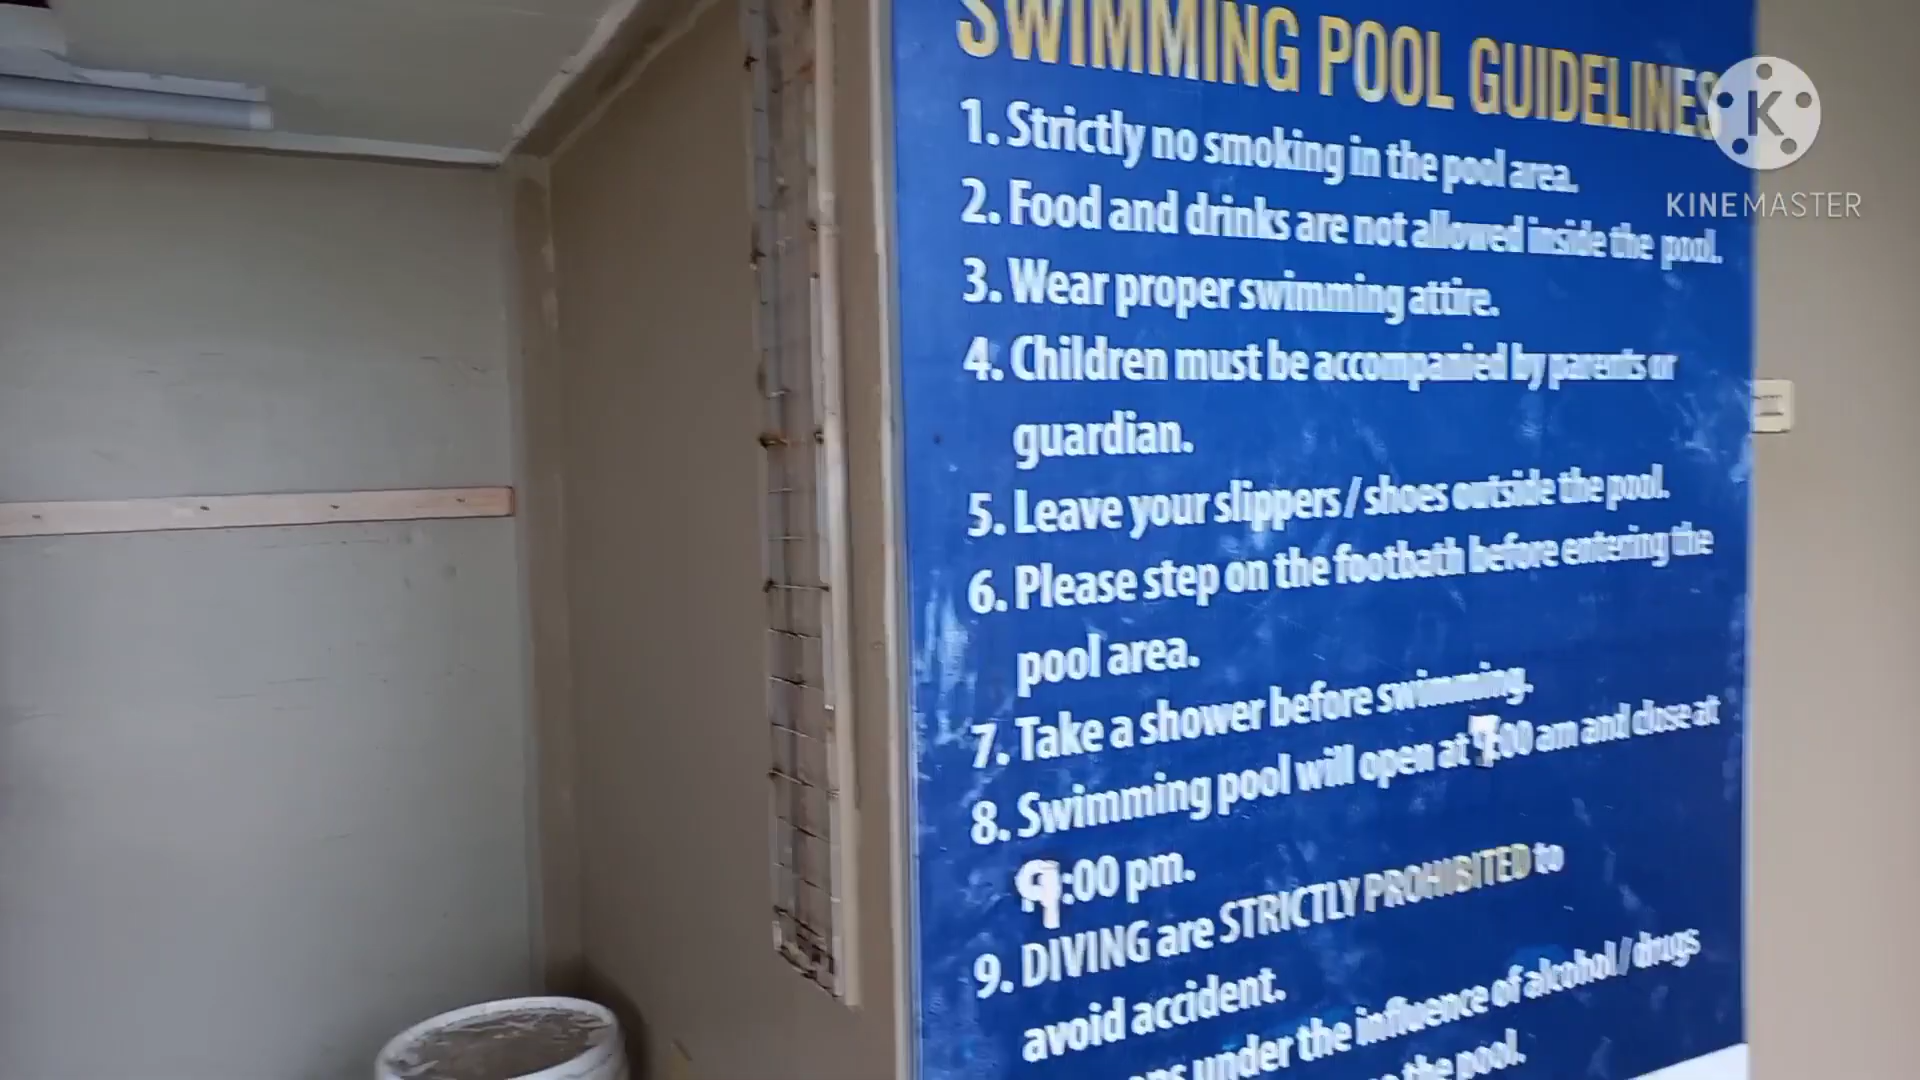 SWIMMING POOL GUIDELINES
1. Strictly no smoking in the pool area.
2. Food and drinks are not allowed inside the pool.
3. Wear proper swimming attire.
4. Children must be accompanied by parents or
guardian.
5. Leave your slippers / shoes outside the pool.
6. Please step on the footbath before entering the
pool area.
7. Take a shower before swimming.
8. Swimming pool will open at :00 am and close at
9:00 pm.
9. DIVING are STRICTLY PROHIBITED to
avoid accident.
under the influence of alcohol / drugs
the pool.
K
KINEMASTER